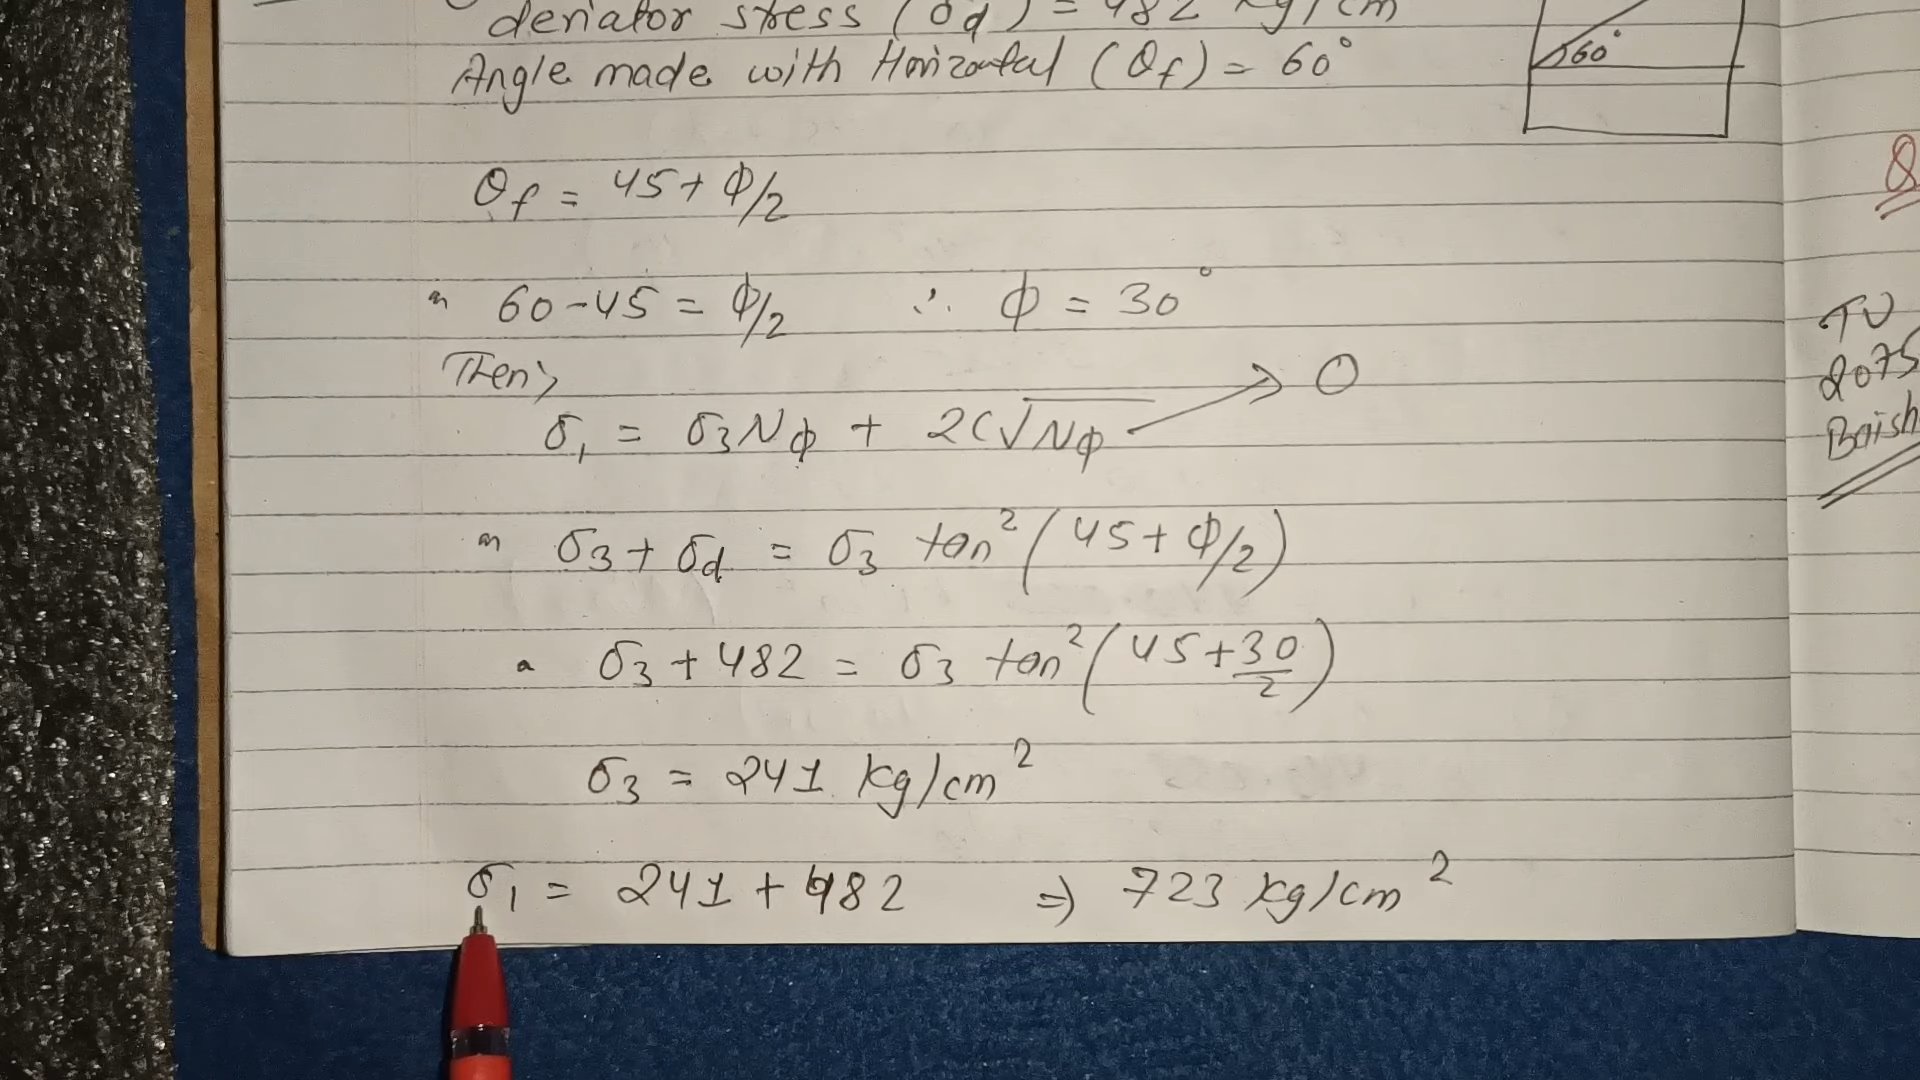 deviator stress (σd) = 482 kg/cm
Angle made with Horizontal (θf) = 60°
60°
θf = 45 + φ/2
60 - 45 = φ/2 ∴ φ = 30°
Then,
σ1 = σ3 Nφ + 2C√Nφ → 0
σ3 + σd = σ3 tan²(45 + φ/2)
σ3 + 482 = σ3 tan²(45 + 30/2)
σ3 = 241 kg/cm²
σ1 = 241 + 482 ⇒ 723 kg/cm²
Q
TU
2075